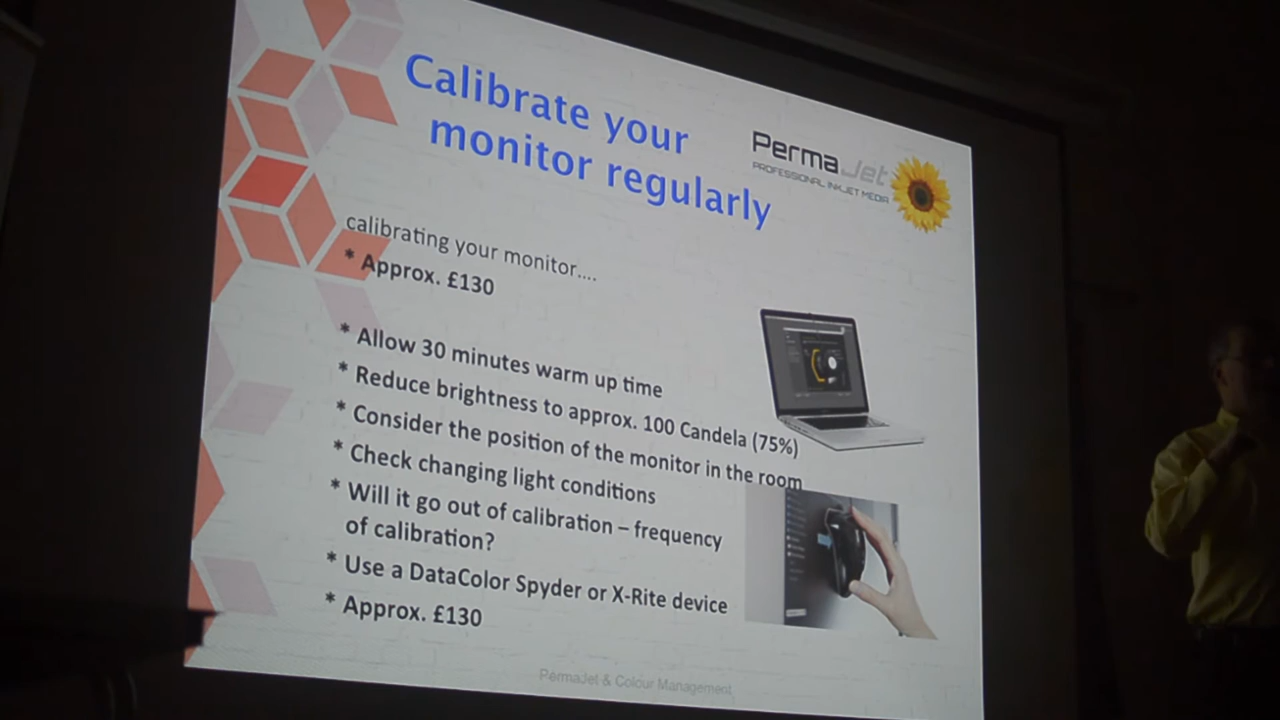 Calibrate your
monitor regularly
PermaJet
PROFESSIONAL INKJET MEDIA
calibrating your monitor....
* Approx. £130
* Allow 30 minutes warm up time
* Reduce brightness to approx. 100 Candela (75%)
* Consider the position of the monitor in the room
* Check changing light conditions
* Will it go out of calibration – frequency
of calibration?
* Use a DataColor Spyder or X-Rite device
* Approx. £130
PermaJet & Colour Management